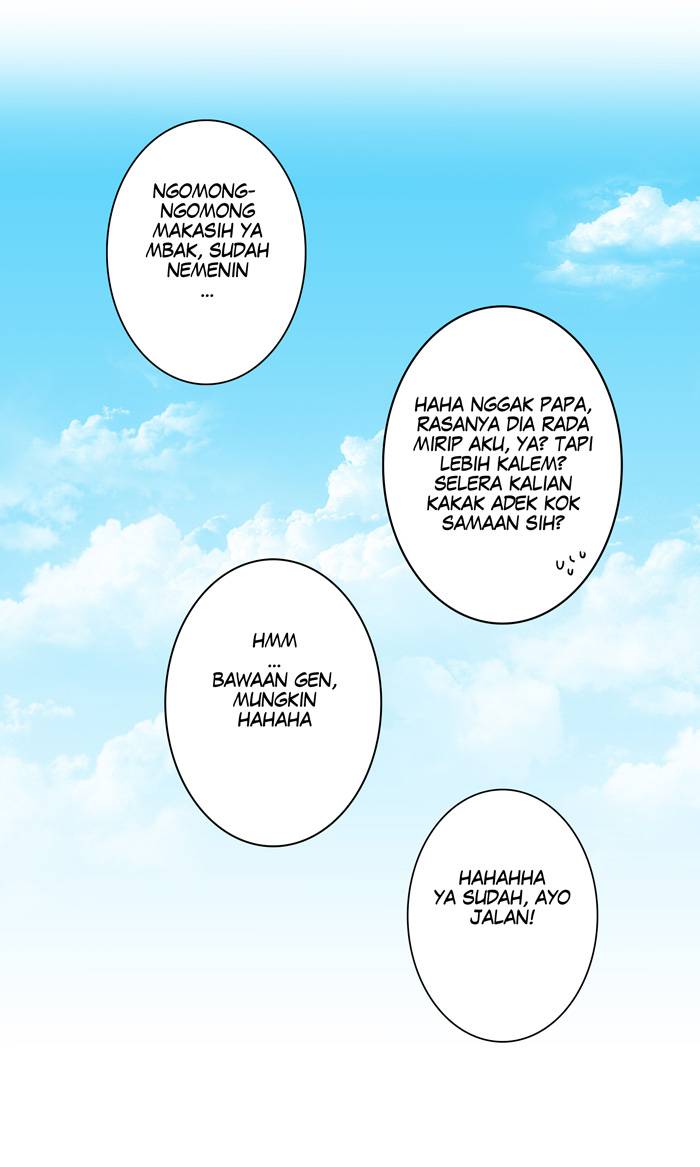 NGOMONG-
NGOMONG
MAKASIH YA
MBAK, SUDAH
NEMENIN
...
HAHA NGGAK PAPA,
RASANYA DIA RADA
MIRIP AKU, YA? TAPI
LEBIH KALEM?
SELERA KALIAN
KAKAK ADEK KOK
SAMAAN SIH?
HMM
...
BAWAAN GEN,
MUNGKIN
HAHAHA
HAHAHHA
YA SUDAH, AYO
JALAN!